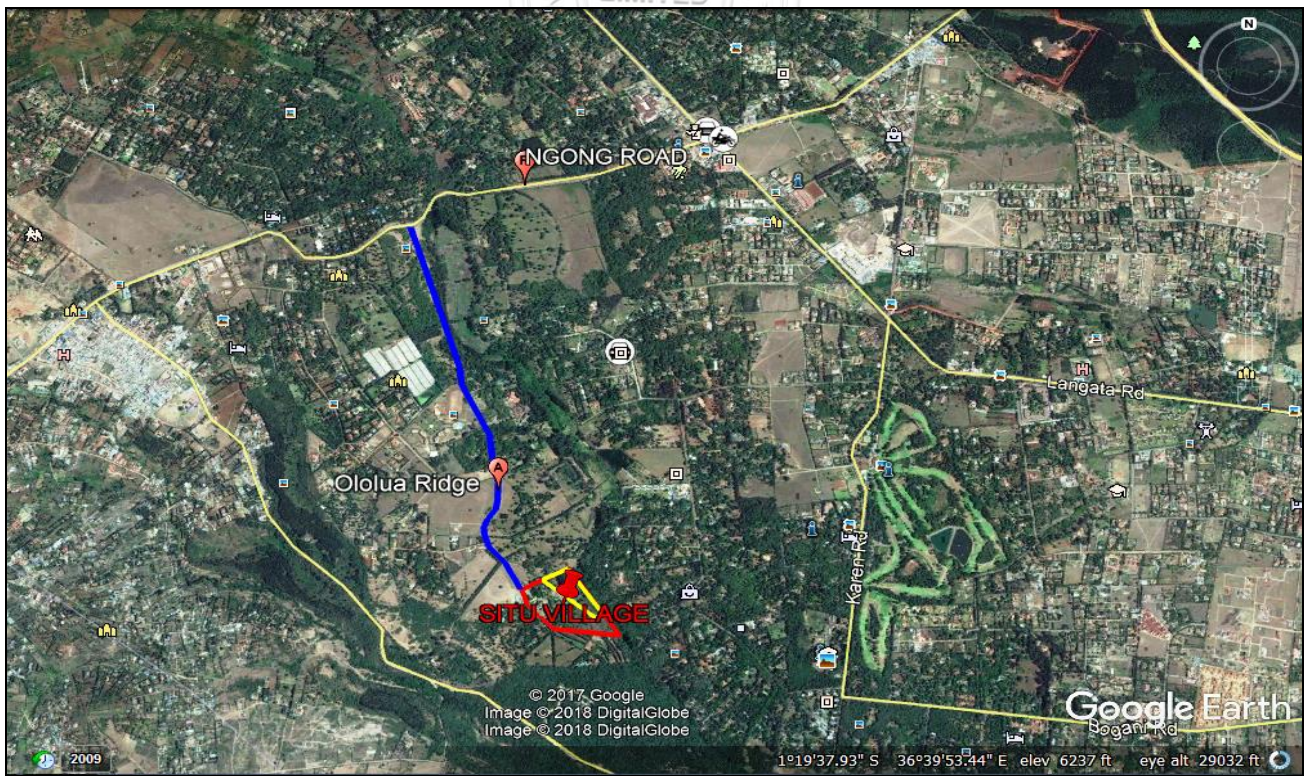 LIMITED
N
NGONG ROAD
A
Ololua Ridge
H
H
Langata Rd
Karen Rd
SITU VILLAGE
© 2017 Google
Image © 2018 DigitalGlobe
Image © 2018 DigitalGlobe
Google Earth
Bogani Rd
2009
1°19'37.93" S 36°39'53.44" E elev 6237 ft eye alt 29032 ft